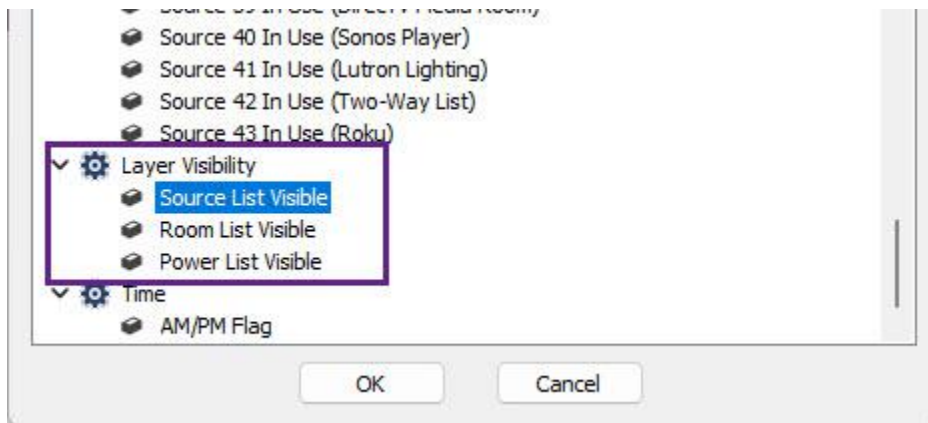 Source 40 In Use (Sonos Player)
Source 41 In Use (Lutron Lighting)
Source 42 In Use (Two-Way List)
Source 43 In Use (Roku)
Layer Visibility
Source List Visible
Room List Visible
Power List Visible
Time
AM/PM Flag
OK
Cancel